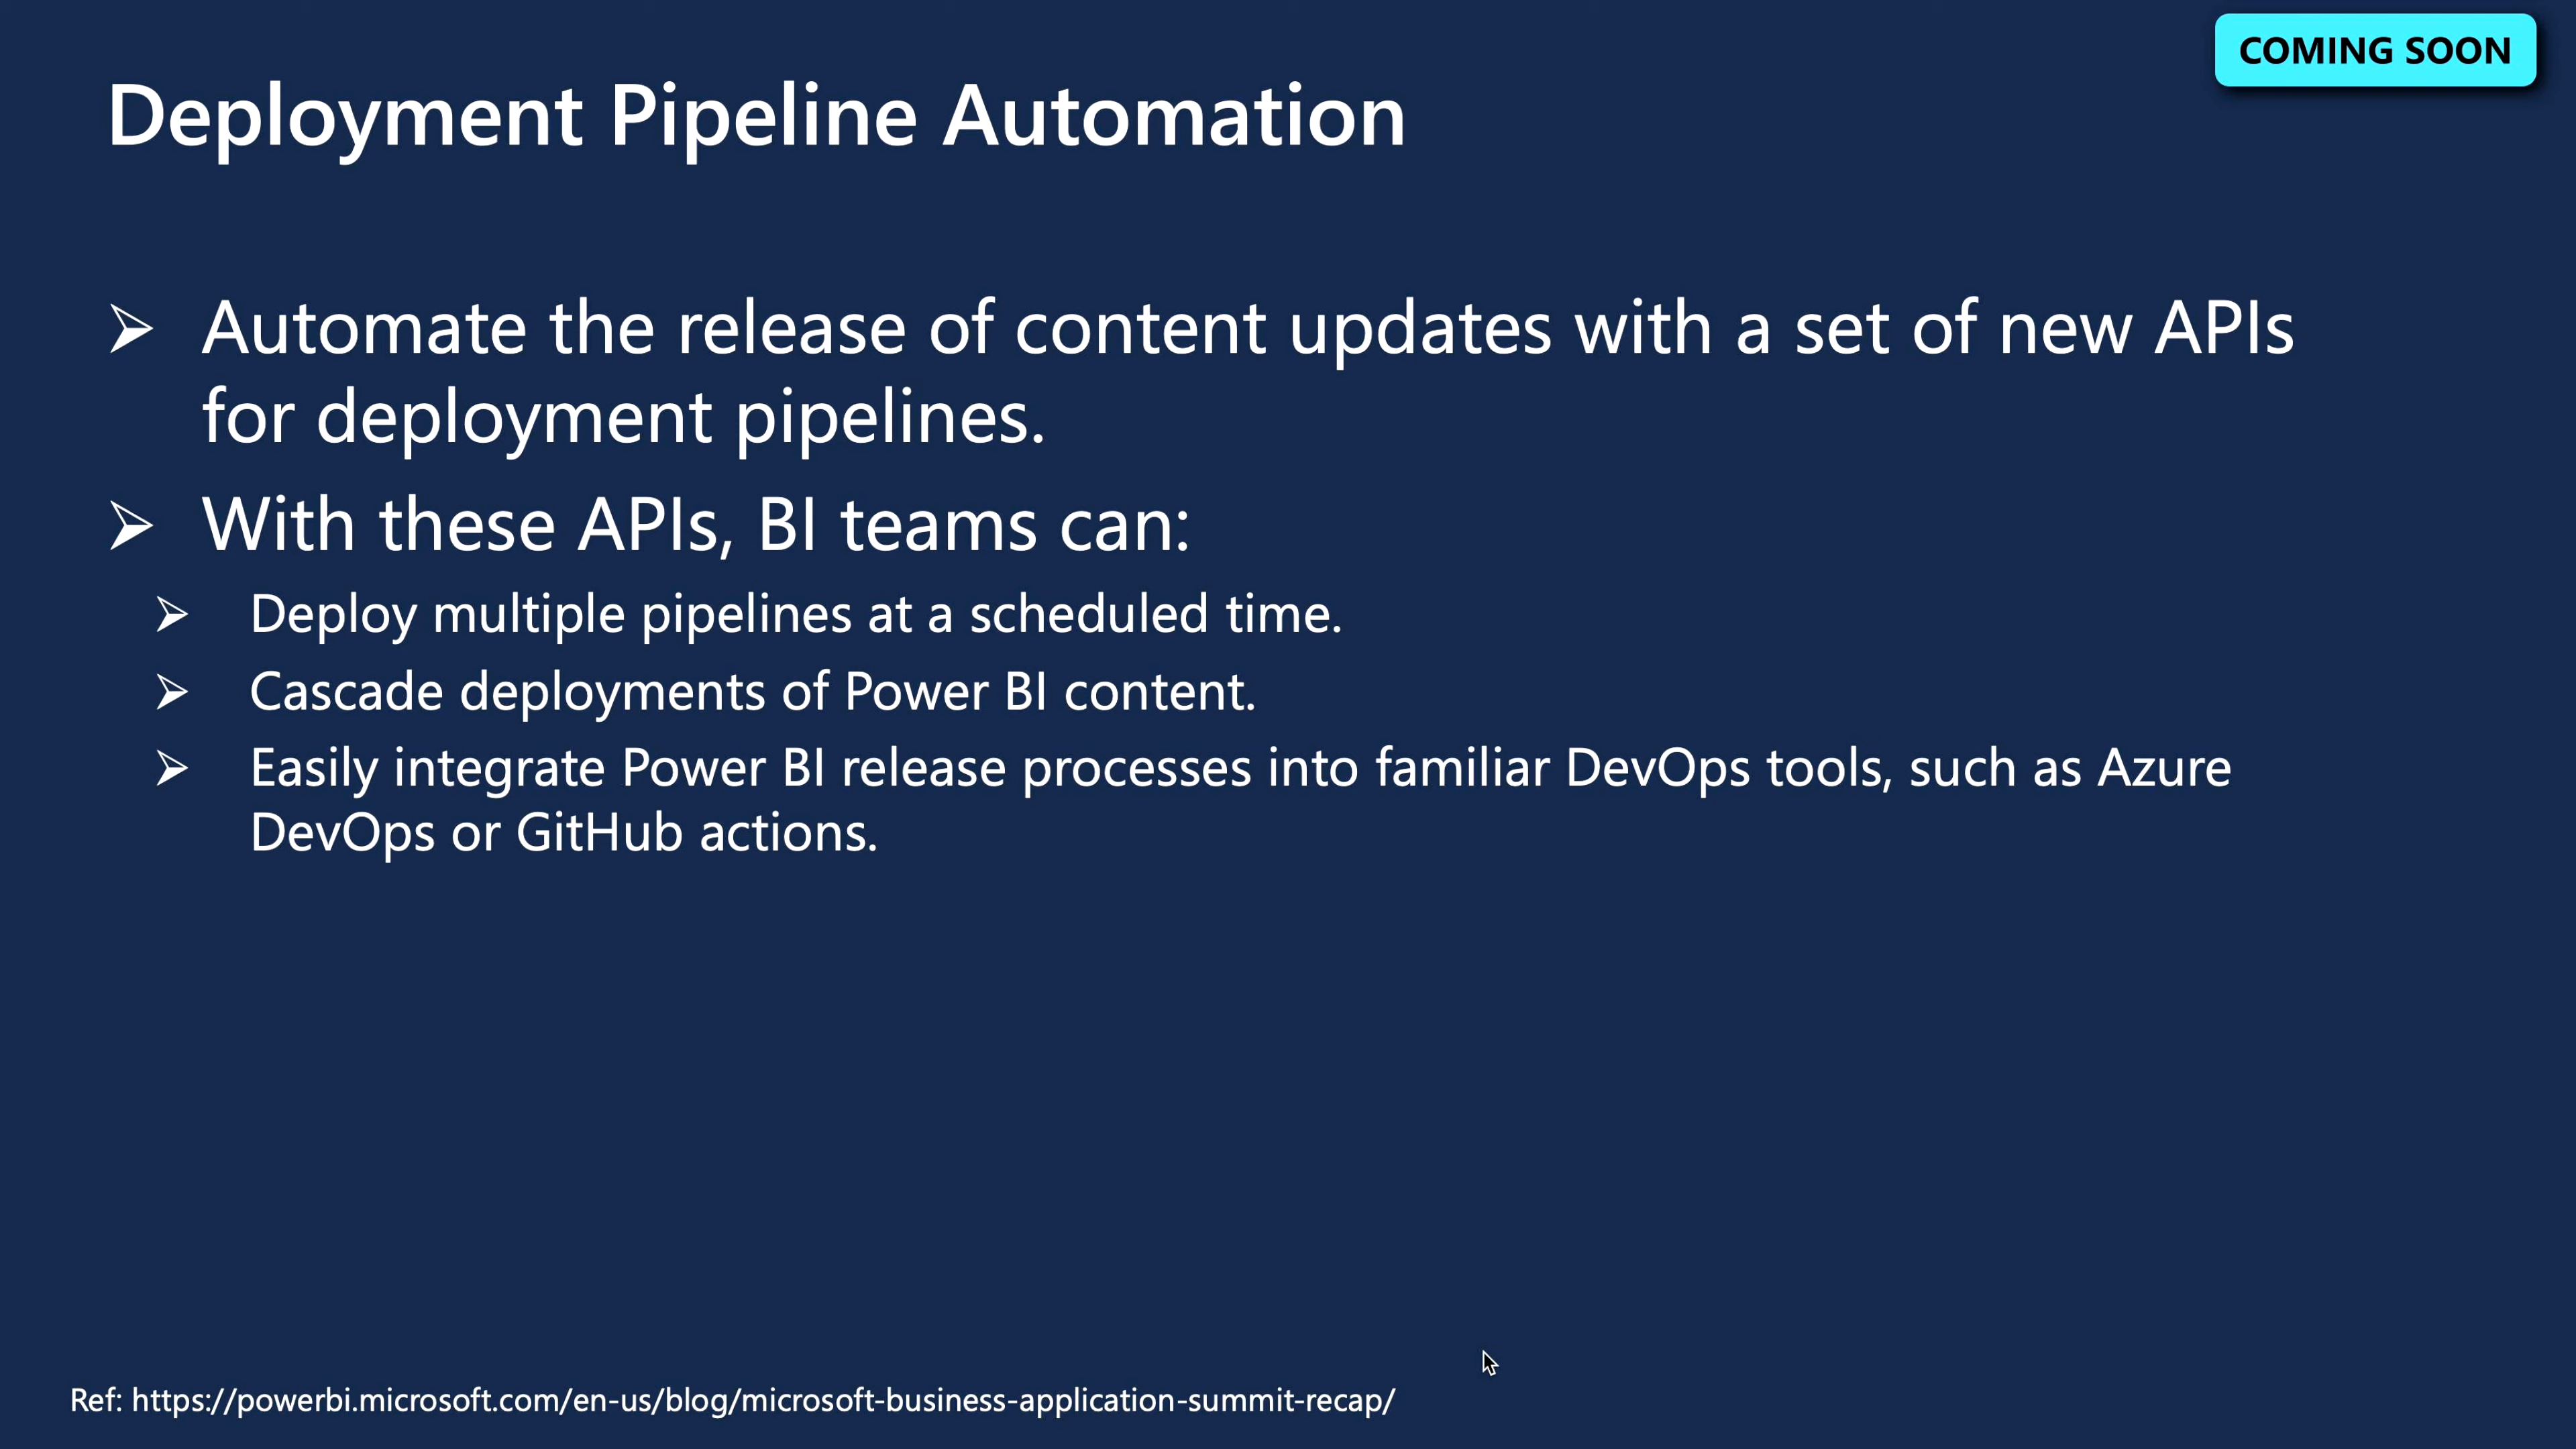 COMING SOON
Deployment Pipeline Automation
Automate the release of content updates with a set of new APIs
for deployment pipelines.
With these APIs, BI teams can:
Deploy multiple pipelines at a scheduled time.
Cascade deployments of Power BI content.
Easily integrate Power BI release processes into familiar DevOps tools, such as Azure
DevOps or GitHub actions.
Ref: https://powerbi.microsoft.com/en-us/blog/microsoft-business-application-summit-recap/